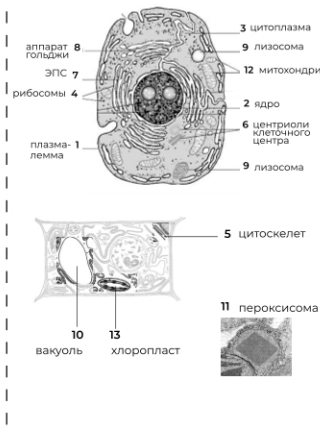 3 цитоплазма
аппарат 8 гольджи
9 лизосома
ЭПС 7
12 митохондри
рибосомы 4
2 ядро
6 центриоли
клеточного
центра
плазма- 1
лемма
9 лизосома
5 цитоскелет
11 пероксисома
10
вакуоль
13
хлоропласт